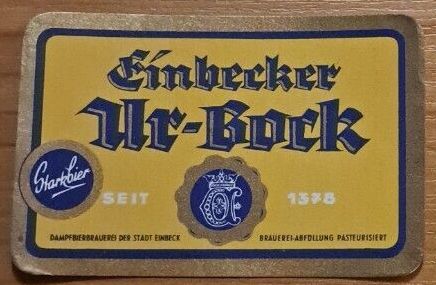 Einbecker
Ur-Bock
Starkbier
SEIT 1378
DAMPFBIERBRAUEREI DER STADT EINBECK BRAUEREI-ABFÜLLUNG PASTEURISIERT